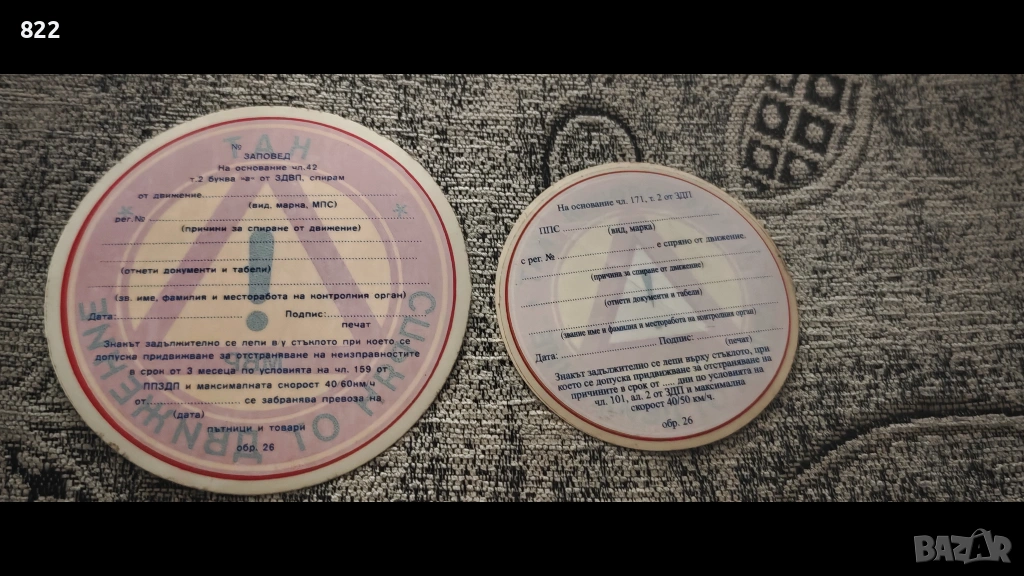 822
№
ЗАПОВЕД
На основание чл.42
т.2 буква «а» от ЗДВП, спирам
от движение
(вид, марка, МПС)
рег.№
(причини за спиране от движение)
(отнети документи и табели)
(зв. име, фамилия и месторабота на контролния орган)
Дата: Подпис:
печат
Знакът задължително се лепи в/у стъклото при което се
допуска придвижване за отстраняване на неизправностите
в срок от 3 месеца по условията на чл. 159 от
ППЗДП и максималната скорост 40/60км/ч
от се забранява превоза на
(дата)
пътници и товари
обр. 26
На основание чл. 171, т. 2 от ЗДП
ППС
(вид, марка)
с рег. № е спряно от движение.
(причина за спиране от движение)
(отнети документи и табели)
(звание име и фамилия и месторабота на контролния орган)
Дата: Подпис:
(печат)
Знакът задължително се лепи върху стъклото, при
което се допуска придвижване за отстраняване на
причините в срок от ..... дни по условията на
чл. 101, ал. 2 от ЗДП и максимална
скорост 40/50 км/ч.
обр. 26
СПРЯН ОТ ДВИЖЕНИЕ
КАТ
BAZAR